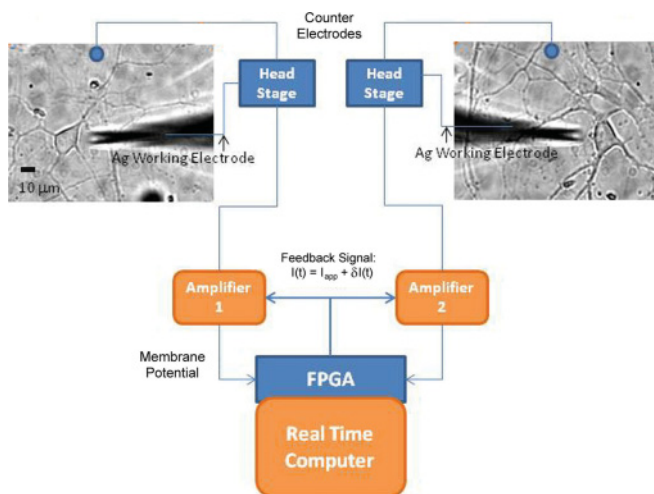 Counter
Electrodes
Head
Stage
Head
Stage
Ag Working Electrode
Ag Working Electrode
10 μm
Feedback Signal:
I(t) = Iapp + δI(t)
Amplifier
1
Amplifier
2
Membrane
Potential
FPGA
Real Time
Computer